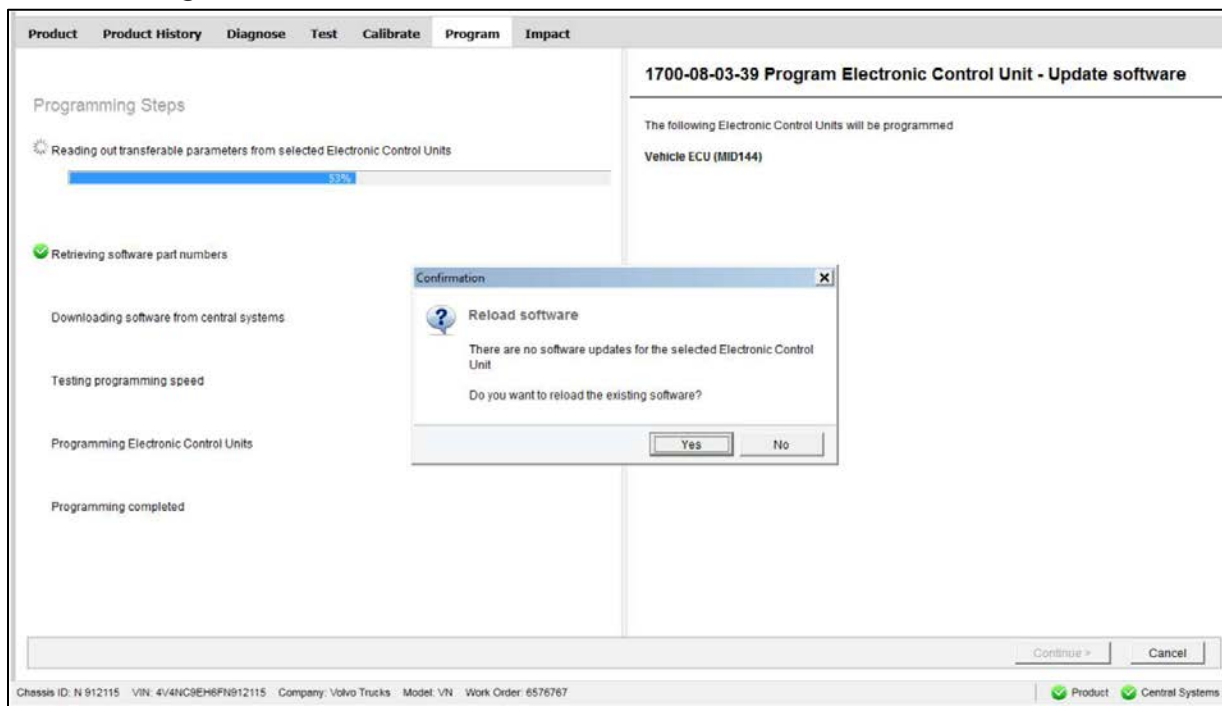 Product Product History Diagnose Test Calibrate Program Impact
1700-08-03-39 Program Electronic Control Unit - Update software
Programming Steps
The following Electronic Control Units will be programmed
Reading out transferable parameters from selected Electronic Control Units
Vehicle ECU (MID144)
53%
Retrieving software part numbers
Confirmation
Reload software
Downloading software from central systems
There are no software updates for the selected Electronic Control
Unit
Testing programming speed
Do you want to reload the existing software?
Programming Electronic Control Units
Yes No
Programming completed
Continue > Cancel
Chassis ID: N 912115 VIN: 4V4NC9EH6FN912115 Company: Volvo Trucks Model: VN Work Order: 6576767 Product Central Systems